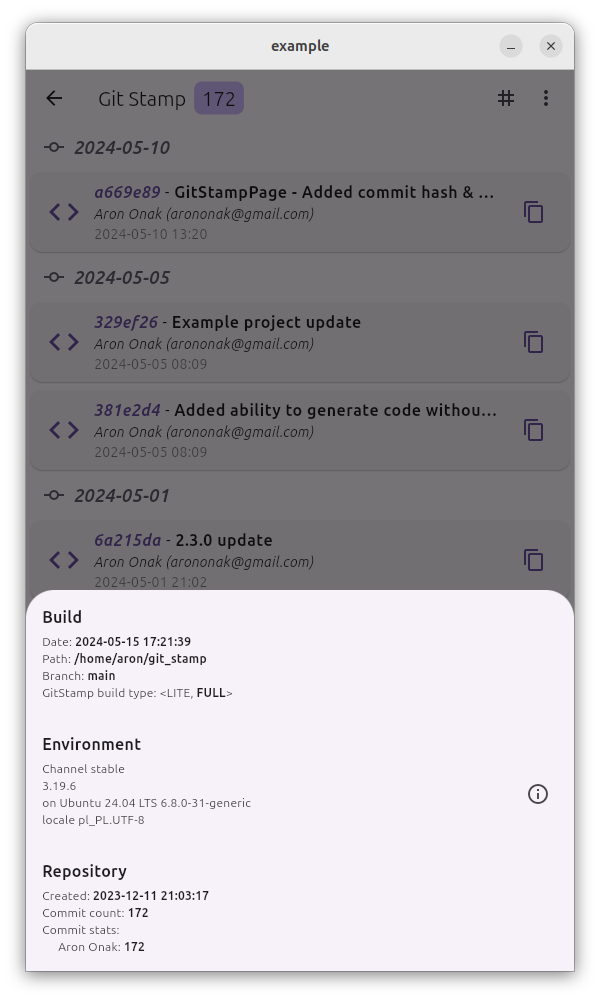 example
Git Stamp 172
2024-05-10
a669e89 - GitStampPage - Added commit hash & ...
Aron Onak (arononak@gmail.com)
2024-05-10 13:20
2024-05-05
329ef26 - Example project update
Aron Onak (arononak@gmail.com)
2024-05-05 08:09
381e2d4 - Added ability to generate code withou...
Aron Onak (arononak@gmail.com)
2024-05-05 08:09
2024-05-01
6a215da - 2.3.0 update
Aron Onak (arononak@gmail.com)
2024-05-01 21:02
Build
Date: 2024-05-15 17:21:39
Path: /home/aron/git_stamp
Branch: main
GitStamp build type: <LITE, FULL>
Environment
Channel stable
3.19.6
on Ubuntu 24.04 LTS 6.8.0-31-generic
locale pl_PL.UTF-8
Repository
Created: 2023-12-11 21:03:17
Commit count: 172
Commit stats:
Aron Onak: 172